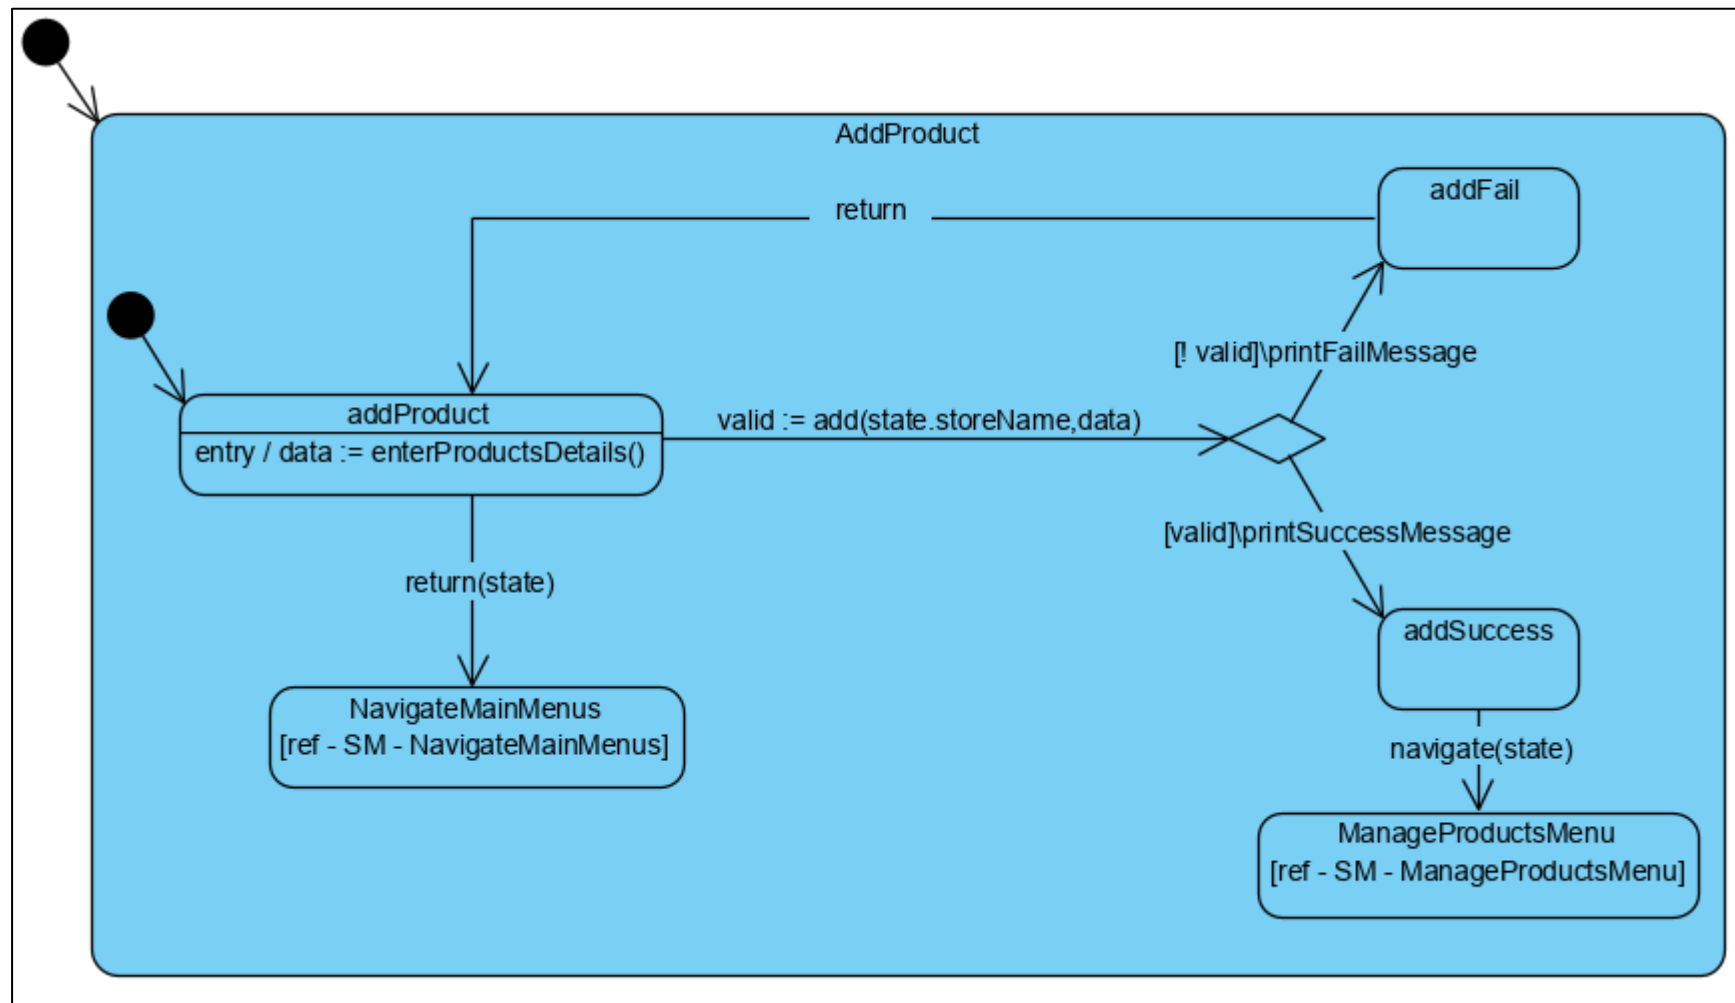 AddProduct
addFail
return
[! valid]\printFailMessage
addProduct
entry / data := enterProductsDetails()
valid := add(state.storeName,data)
[valid]\printSuccessMessage
return(state)
addSuccess
NavigateMainMenus
[ref - SM - NavigateMainMenus]
navigate(state)
ManageProductsMenu
[ref - SM - ManageProductsMenu]